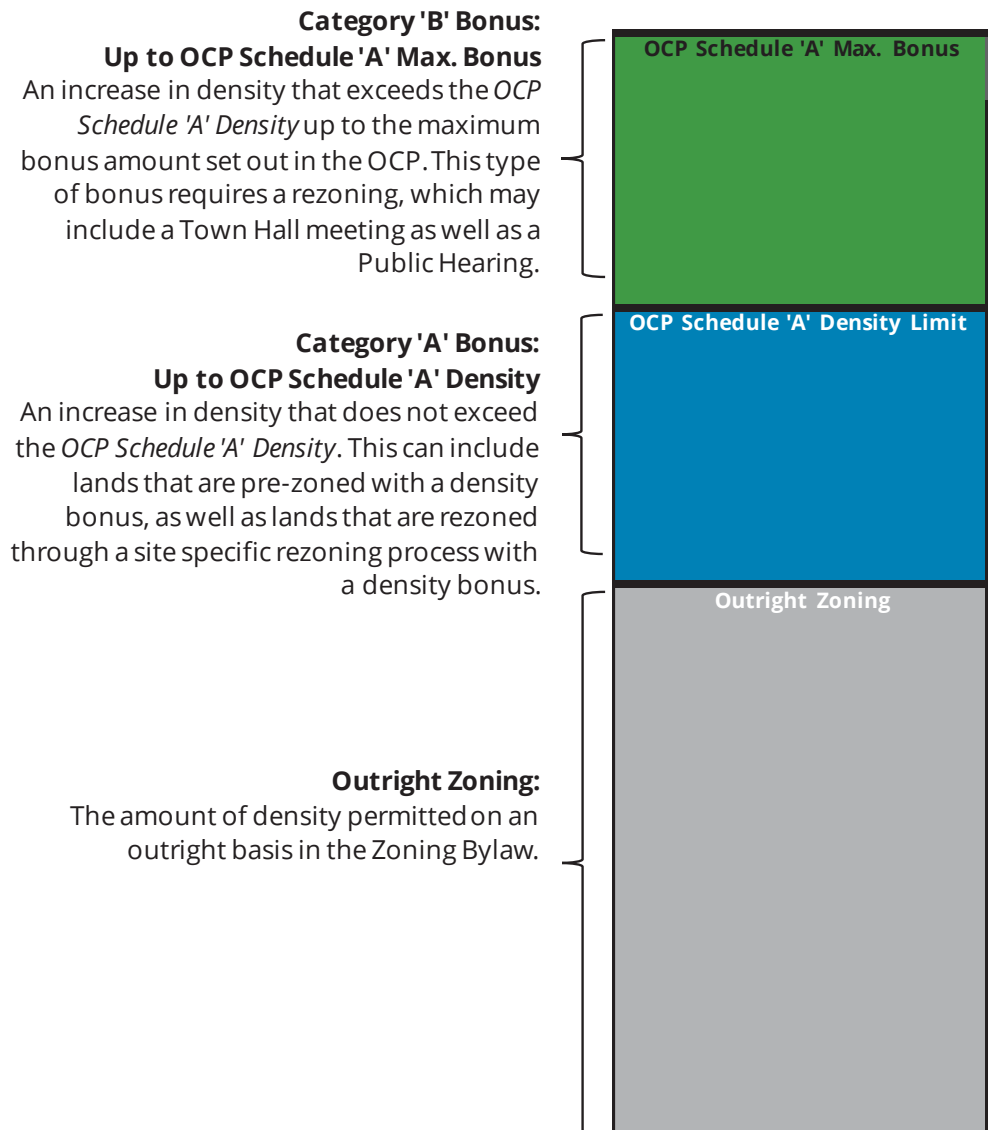 Category 'B' Bonus:
Up to OCP Schedule 'A' Max. Bonus
An increase in density that exceeds the OCP
Schedule 'A' Density up to the maximum
bonus amount set out in the OCP. This type
of bonus requires a rezoning, which may
include a Town Hall meeting as well as a
Public Hearing.
OCP Schedule 'A' Max. Bonus
Category 'A' Bonus:
Up to OCP Schedule 'A' Density
An increase in density that does not exceed
the OCP Schedule 'A' Density. This can include
lands that are pre-zoned with a density
bonus, as well as lands that are rezoned
through a site specific rezoning process with
a density bonus.
OCP Schedule 'A' Density Limit
Outright Zoning:
The amount of density permitted on an
outright basis in the Zoning Bylaw.
Outright Zoning